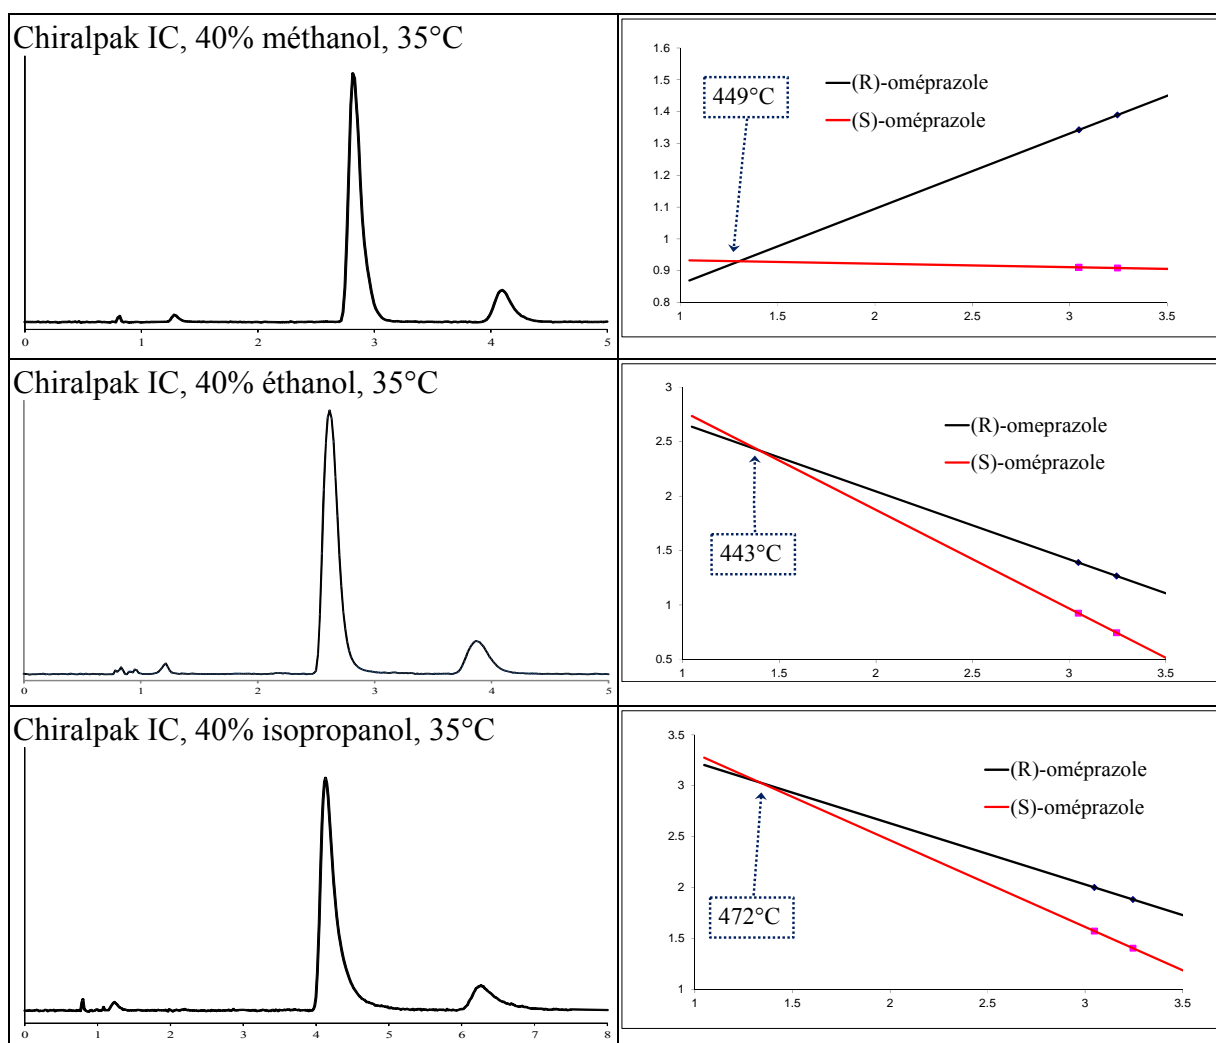 Chiralpak IC, 40% méthanol, 35°C
0 1 2 3 4 5
1.6
1.5
1.4
1.3
1.2
1.1
1
0.9
0.8
1 1.5 2 2.5 3 3.5
449°C
(R)-oméprazole
(S)-oméprazole
Chiralpak IC, 40% éthanol, 35°C
0 1 2 3 4 5
3
2.5
2
1.5
1
0.5
1 1.5 2 2.5 3 3.5
(R)-omeprazole
(S)-oméprazole
443°C
Chiralpak IC, 40% isopropanol, 35°C
0 1 2 3 4 5 6 7 8
3.5
3
2.5
2
1.5
1
1 1.5 2 2.5 3 3.5
(R)-oméprazole
(S)-oméprazole
472°C